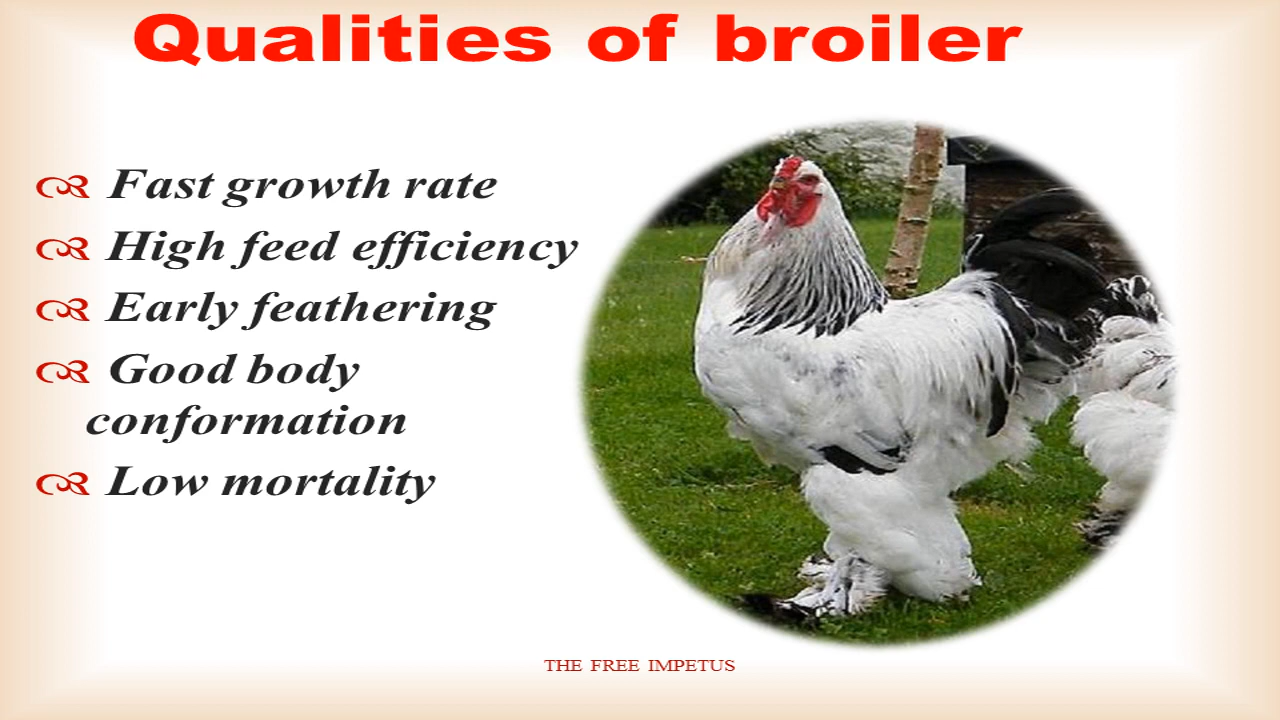 Qualities of broiler
Fast growth rate
High feed efficiency
Early feathering
Good body
conformation
Low mortality
THE FREE IMPETUS